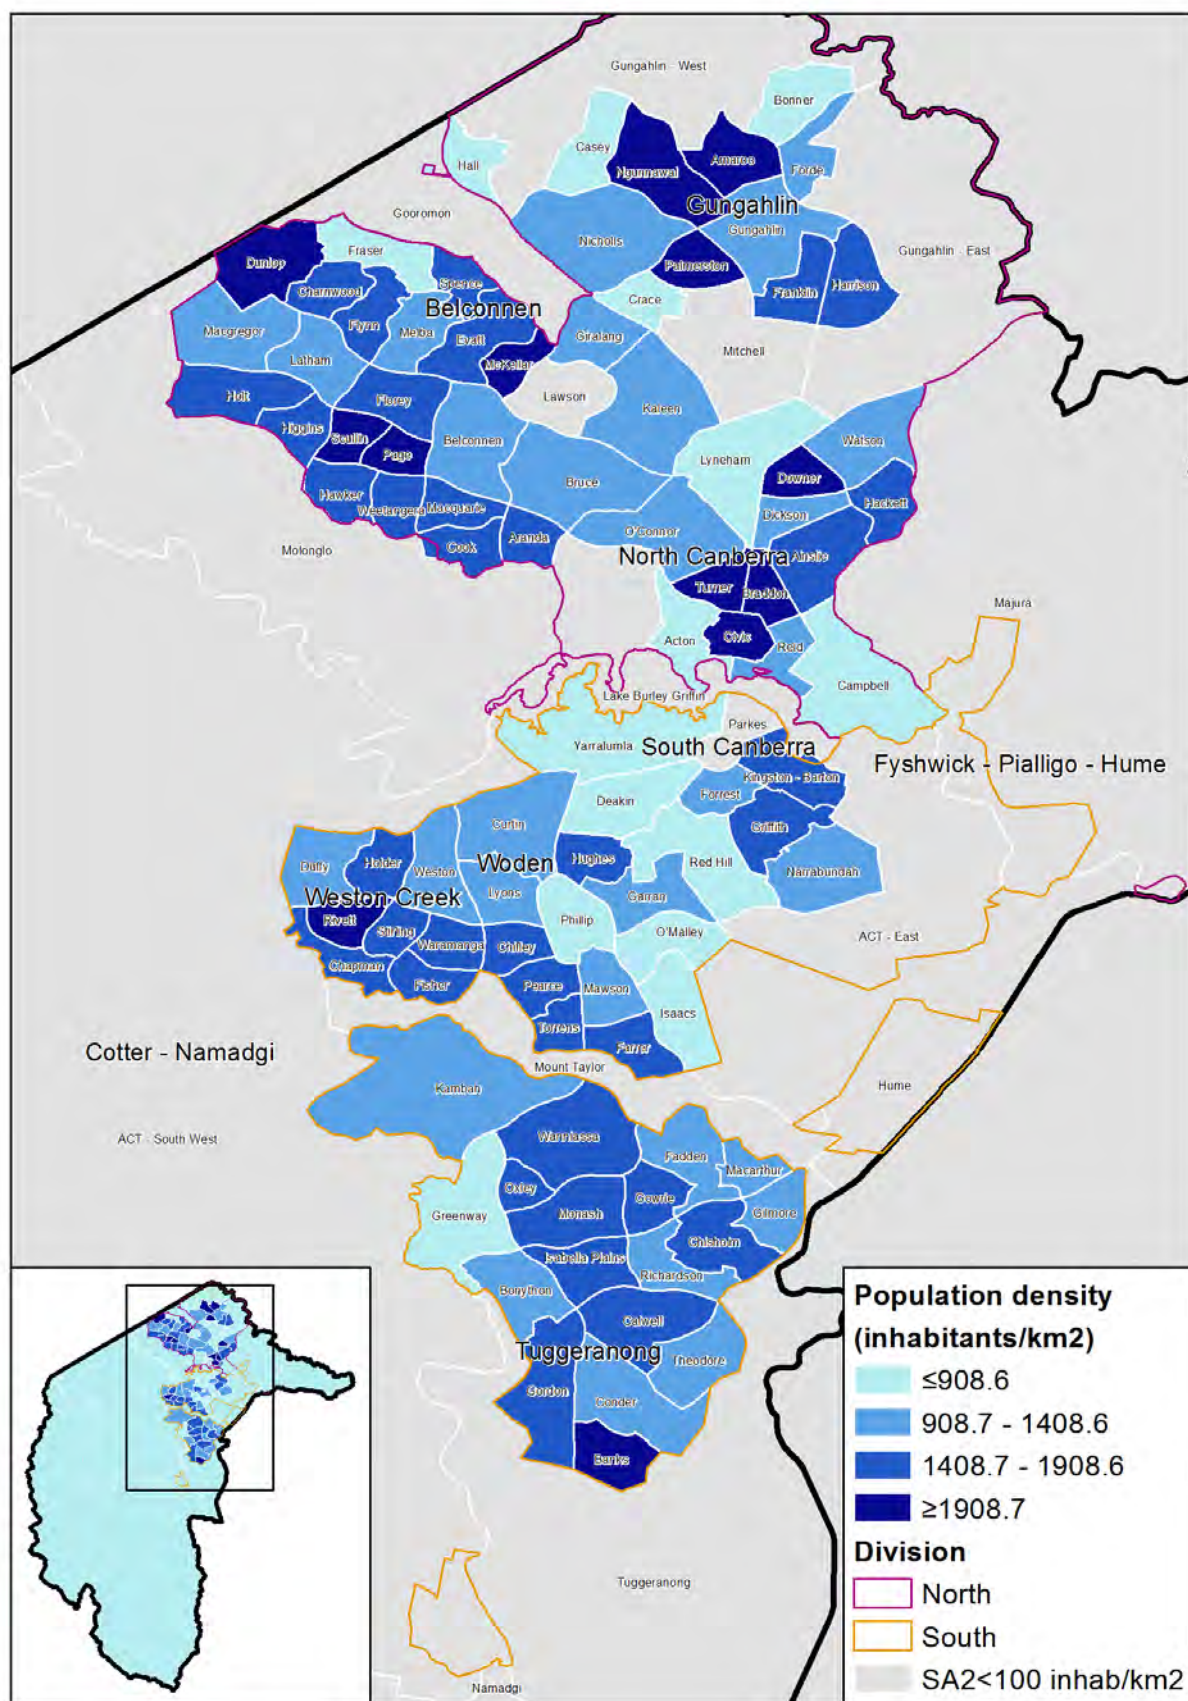 Gungahlin - West
Bonner
Casey
Hall
Ngunnawal
Amaroo
Forde
Gungahlin
Gooromon
Nicholls
Gungahlin
Gungahlin - East
Fraser
Dunlop
Palmerston
Spence
Charnwood
Crace
Franklin
Harrison
Belconnen
Macgregor
Flynn
Melba
Evatt
Giralang
Mitchell
Latham
McKellar
Lawson
Holt
Florey
Kaleen
Higgins
Scullin
Belconnen
Watson
Page
Lyneham
Downer
Bruce
Hawker
Weetangera
Macquarie
Hackett
Dickson
O'Connor
Aranda
Cook
Molonglo
North Canberra
Ainslie
Turner
Braddon
Majura
Acton
Civic
Reid
Campbell
Lake Burley Griffin
Parkes
Yarralumla
South Canberra
Fyshwick - Pialligo - Hume
Kingston - Barton
Deakin
Forrest
Curtin
Griffith
Duffy
Holder
Weston
Woden
Hughes
Red Hill
Narrabundah
Weston Creek
Lyons
Garran
Rivett
Phillip
Stirling
O'Malley
ACT - East
Waramanga
Chifley
Chapman
Fisher
Pearce
Mawson
Isaacs
Torrens
Farrer
Cotter - Namadgi
Mount Taylor
Kambah
Hume
ACT - South West
Wanniassa
Fadden
Macarthur
Oxley
Gowrie
Greenway
Monash
Gilmore
Chisholm
Isabella Plains
Richardson
Bonython
Calwell
Tuggeranong
Theodore
Gordon
Conder
Banks
Tuggeranong
Namadgi
Population density
(inhabitants/km2)
≤908.6
908.7 - 1408.6
1408.7 - 1908.6
≥1908.7
Division
North
South
SA2<100 inhab/km2